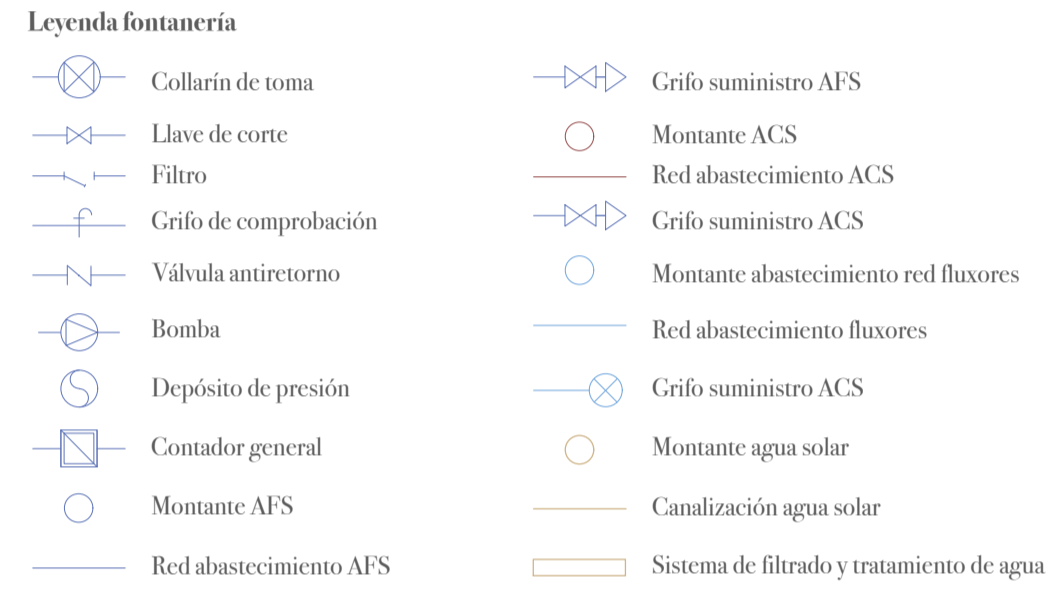 Leyenda fontanería
Collarín de toma
Llave de corte
Filtro
Grifo de comprobación
Válvula antiretorno
Bomba
Depósito de presión
Contador general
Montante AFS
Red abastecimiento AFS
Grifo suministro AFS
Montante ACS
Red abastecimiento ACS
Grifo suministro ACS
Montante abastecimiento red fluxores
Red abastecimiento fluxores
Grifo suministro ACS
Montante agua solar
Canalización agua solar
Sistema de filtrado y tratamiento de agua